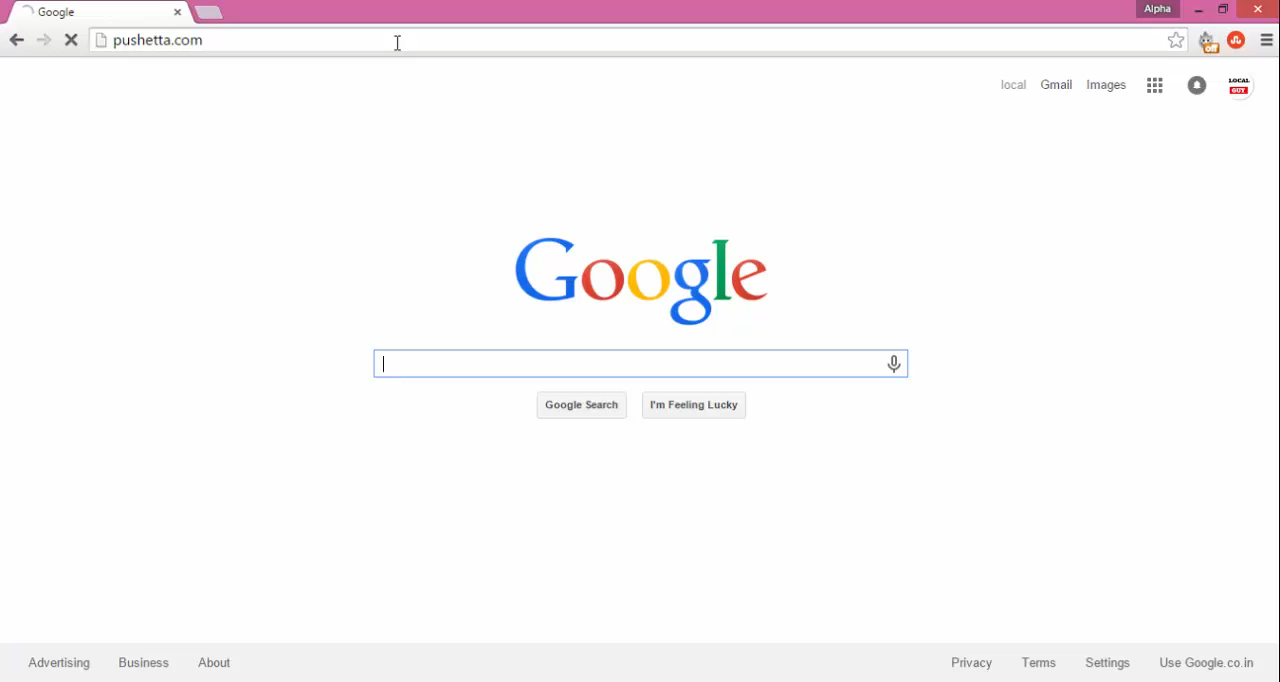 Google
Alpha
pushetta.com
off
local Gmail Images
LOCAL
GUY
Google
Google Search I'm Feeling Lucky
Advertising Business About Privacy Terms Settings Use Google.co.in